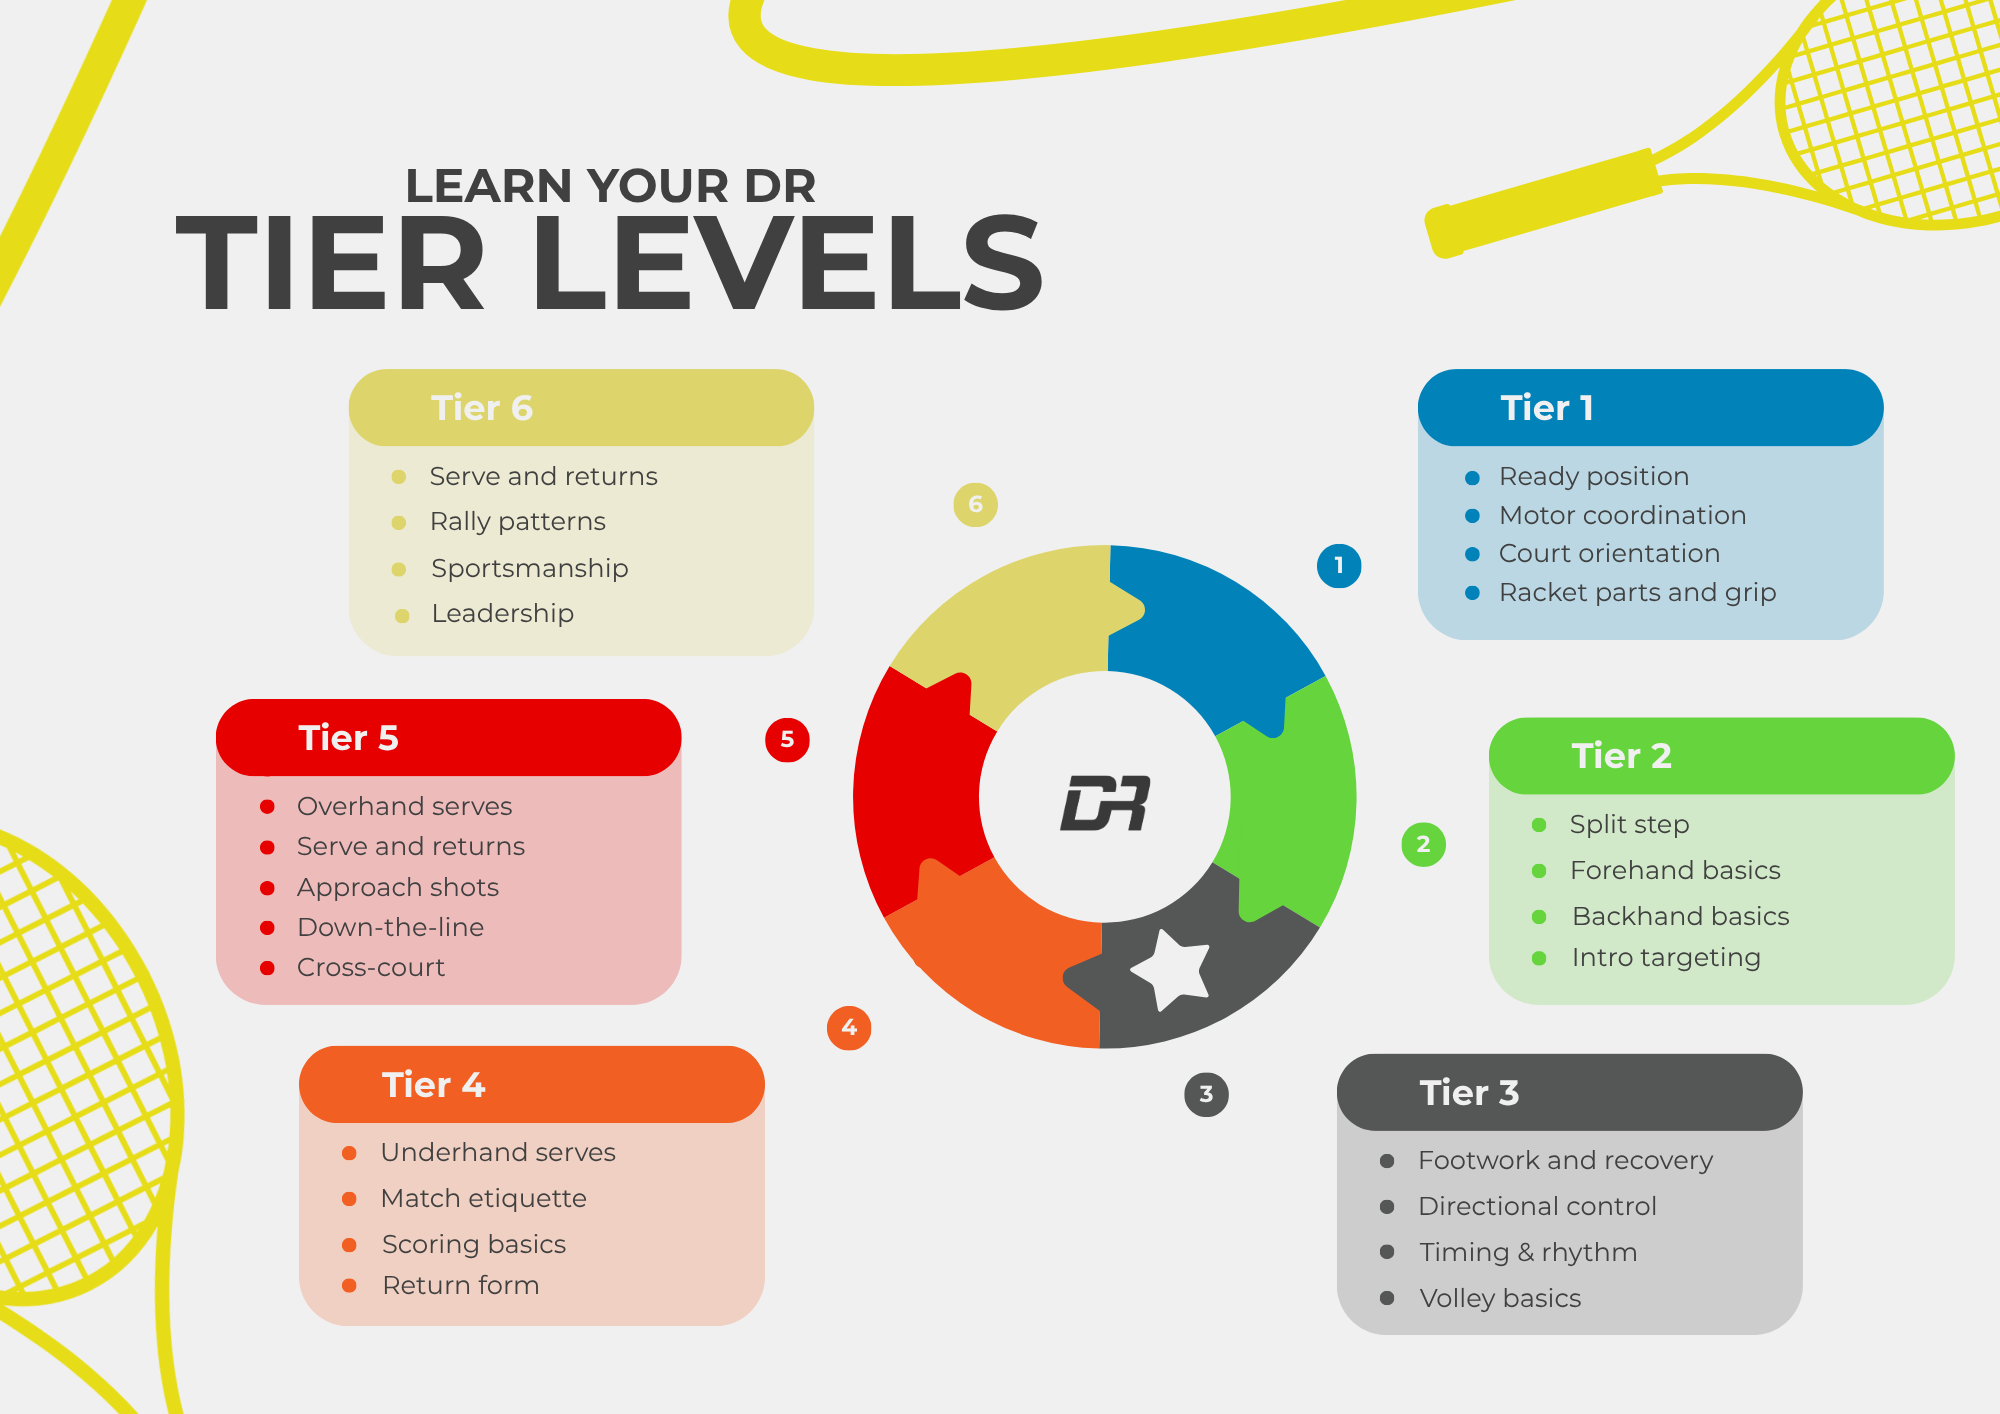 LEARN YOUR DR
TIER LEVELS
Tier 6
Serve and returns
Rally patterns
Sportsmanship
Leadership
Tier 1
Ready position
Motor coordination
Court orientation
Racket parts and grip
6
1
Tier 5
Overhand serves
Serve and returns
Approach shots
Down-the-line
Cross-court
5
DR
2
Tier 2
Split step
Forehand basics
Backhand basics
Intro targeting
4
3
Tier 4
Underhand serves
Match etiquette
Scoring basics
Return form
Tier 3
Footwork and recovery
Directional control
Timing & rhythm
Volley basics